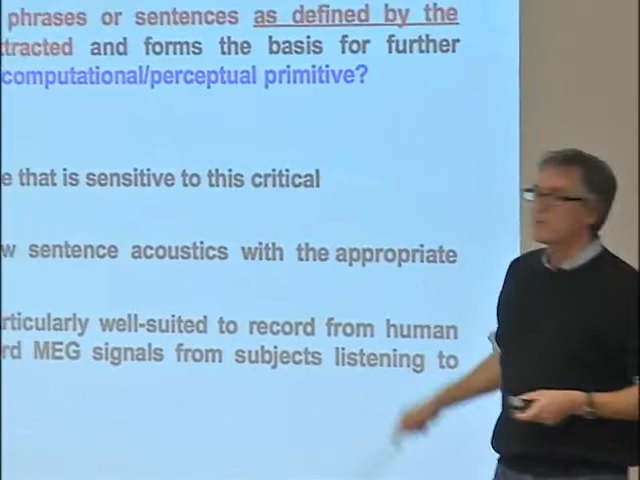 phrases or sentences as defined by the
tracted and forms the basis for further
computational/perceptual primitive?
e that is sensitive to this critical
w sentence acoustics with the appropriate
rticularly well-suited to record from human
rd MEG signals from subjects listening to